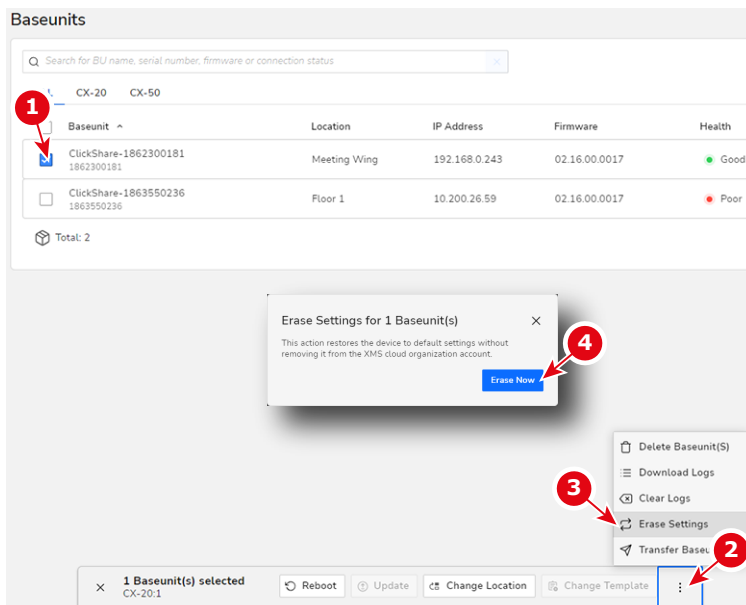 Baseunits
Search for BU name, serial number, firmware or connection status
CX-20 CX-50
1
Baseunit Location IP Address Firmware Health
ClickShare-1862300181 Meeting Wing 192.168.0.243 02.16.00.0017 Good
1862300181
ClickShare-1863550236 Floor 1 10.200.26.59 02.16.00.0017 Poor
1863550236
Total: 2
Erase Settings for 1 Baseunit(s)
This action restores the device to default settings without
removing it from the XMS cloud organization account.
4
Erase Now
Delete Baseunit(S)
Download Logs
3
Clear Logs
Erase Settings
Transfer
2
1 Baseunit(s) selected
CX-20:1
Reboot Update Change Location Change Template